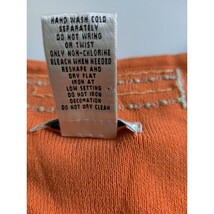 HAND WASH COLD
SEPARATELY
DO NOT WRING
OR TWIST
ONLY NON-CHLORINE
BLEACH WHEN NEEDED
RESHAPE AND
DRY FLAT
IRON AT
LOW SETTING
DO NOT IRON
DECORATION
DO NOT DRY CLEAN